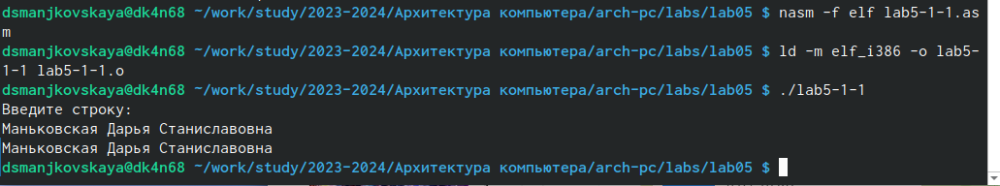 dsmanjkovskaya@dk4n68 ~/work/study/2023-2024/Архитектура компьютера/arch-pc/labs/lab05 $ nasm -f elf lab5-1-1.as
m
dsmanjkovskaya@dk4n68 ~/work/study/2023-2024/Архитектура компьютера/arch-pc/labs/lab05 $ ld -m elf_i386 -o lab5-
1-1 lab5-1-1.o
dsmanjkovskaya@dk4n68 ~/work/study/2023-2024/Архитектура компьютера/arch-pc/labs/lab05 $ ./lab5-1-1
Введите строку:
Маньковская Дарья Станиславовна
Маньковская Дарья Станиславовна
dsmanjkovskaya@dk4n68 ~/work/study/2023-2024/Архитектура компьютера/arch-pc/labs/lab05 $